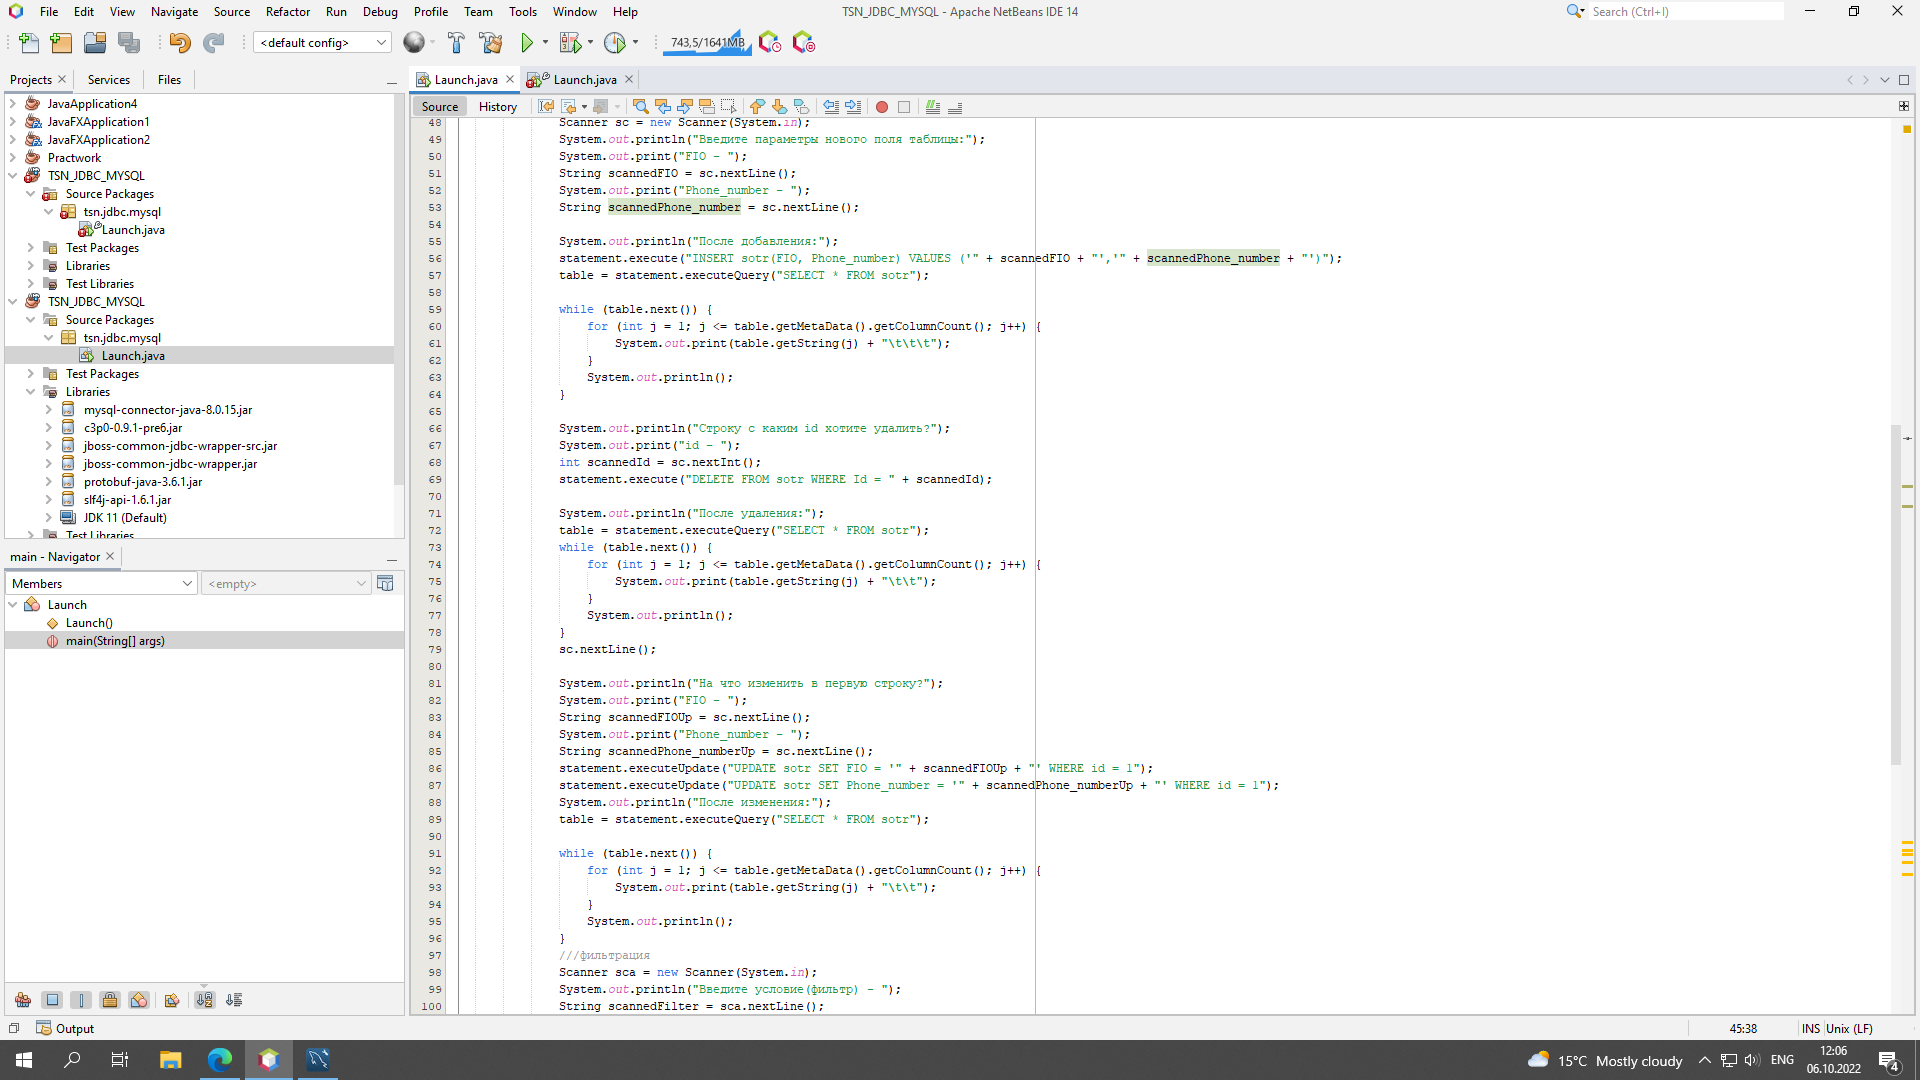 File Edit View Navigate Source Refactor Run Debug Profile Team Tools Window Help
TSN_JDBC_MYSQL - Apache NetBeans IDE 14
Search (Ctrl+I)
<default config>
743,5/1641MB
Projects Services Files
JavaApplication4
JavaFXApplication1
JavaFXApplication2
Practwork
TSN_JDBC_MYSQL
Source Packages
tsn.jdbc.mysql
Launch.java
Test Packages
Libraries
Test Libraries
TSN_JDBC_MYSQL
Source Packages
tsn.jdbc.mysql
Launch.java
Test Packages
Libraries
mysql-connector-java-8.0.15.jar
c3p0-0.9.1-pre6.jar
jboss-common-jdbc-wrapper-src.jar
jboss-common-jdbc-wrapper.jar
protobuf-java-3.6.1.jar
slf4j-api-1.6.1.jar
JDK 11 (Default)
Test Libraries
main - Navigator
Members
<empty>
Launch
Launch()
main(String[] args)
Launch.java Launch.java
Source History
48 Scanner sc = new Scanner(System.in);
49 System.out.println("Введите параметры нового поля таблицы:");
50 System.out.print("FIO - ");
51 String scannedFIO = sc.nextLine();
52 System.out.print("Phone_number - ");
53 String scannedPhone_number = sc.nextLine();
54
55 System.out.println("После добавления:");
56 statement.execute("INSERT sotr(FIO, Phone_number) VALUES ('" + scannedFIO + "','" + scannedPhone_number + "')");
57 table = statement.executeQuery("SELECT * FROM sotr");
58
59 while (table.next()) {
60 for (int j = 1; j <= table.getMetaData().getColumnCount(); j++) {
61 System.out.print(table.getString(j) + "\t\t\t");
62 }
63 System.out.println();
64 }
65
66 System.out.println("Строку с каким id хотите удалить?");
67 System.out.print("id - ");
68 int scannedId = sc.nextInt();
69 statement.execute("DELETE FROM sotr WHERE Id = " + scannedId);
70
71 System.out.println("После удаления:");
72 table = statement.executeQuery("SELECT * FROM sotr");
73 while (table.next()) {
74 for (int j = 1; j <= table.getMetaData().getColumnCount(); j++) {
75 System.out.print(table.getString(j) + "\t\t");
76 }
77 System.out.println();
78 }
79 sc.nextLine();
80
81 System.out.println("На что изменить в первую строку?");
82 System.out.print("FIO - ");
83 String scannedFIOUp = sc.nextLine();
84 System.out.print("Phone_number - ");
85 String scannedPhone_numberUp = sc.nextLine();
86 statement.executeUpdate("UPDATE sotr SET FIO = '" + scannedFIOUp + "' WHERE id = 1");
87 statement.executeUpdate("UPDATE sotr SET Phone_number = '" + scannedPhone_numberUp + "' WHERE id = 1");
88 System.out.println("После изменения:");
89 table = statement.executeQuery("SELECT * FROM sotr");
90
91 while (table.next()) {
92 for (int j = 1; j <= table.getMetaData().getColumnCount(); j++) {
93 System.out.print(table.getString(j) + "\t\t");
94 }
95 System.out.println();
96 }
97 ///фильтрация
98 Scanner sca = new Scanner(System.in);
99 System.out.println("Введите условие(фильтр) - ");
100 String scannedFilter = sca.nextLine();
Output
45:38 INS Unix (LF)
15°C Mostly cloudy
ENG
12:06
06.10.2022
4